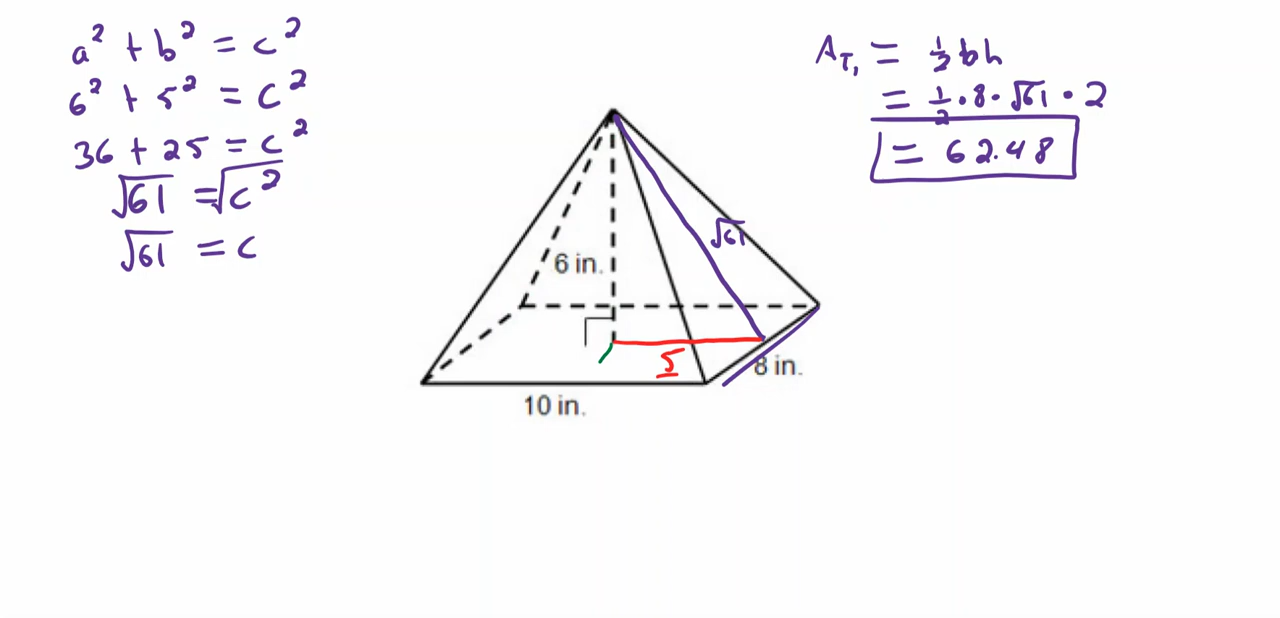 a² + b² = c²
6² + 5² = c²
36 + 25 = c²
√61 = √c²
√61 = c
A_T₁ = ½bh
= ½ · 8 · √61 · 2
= 62.48
√61
6 in.
5
8 in.
10 in.